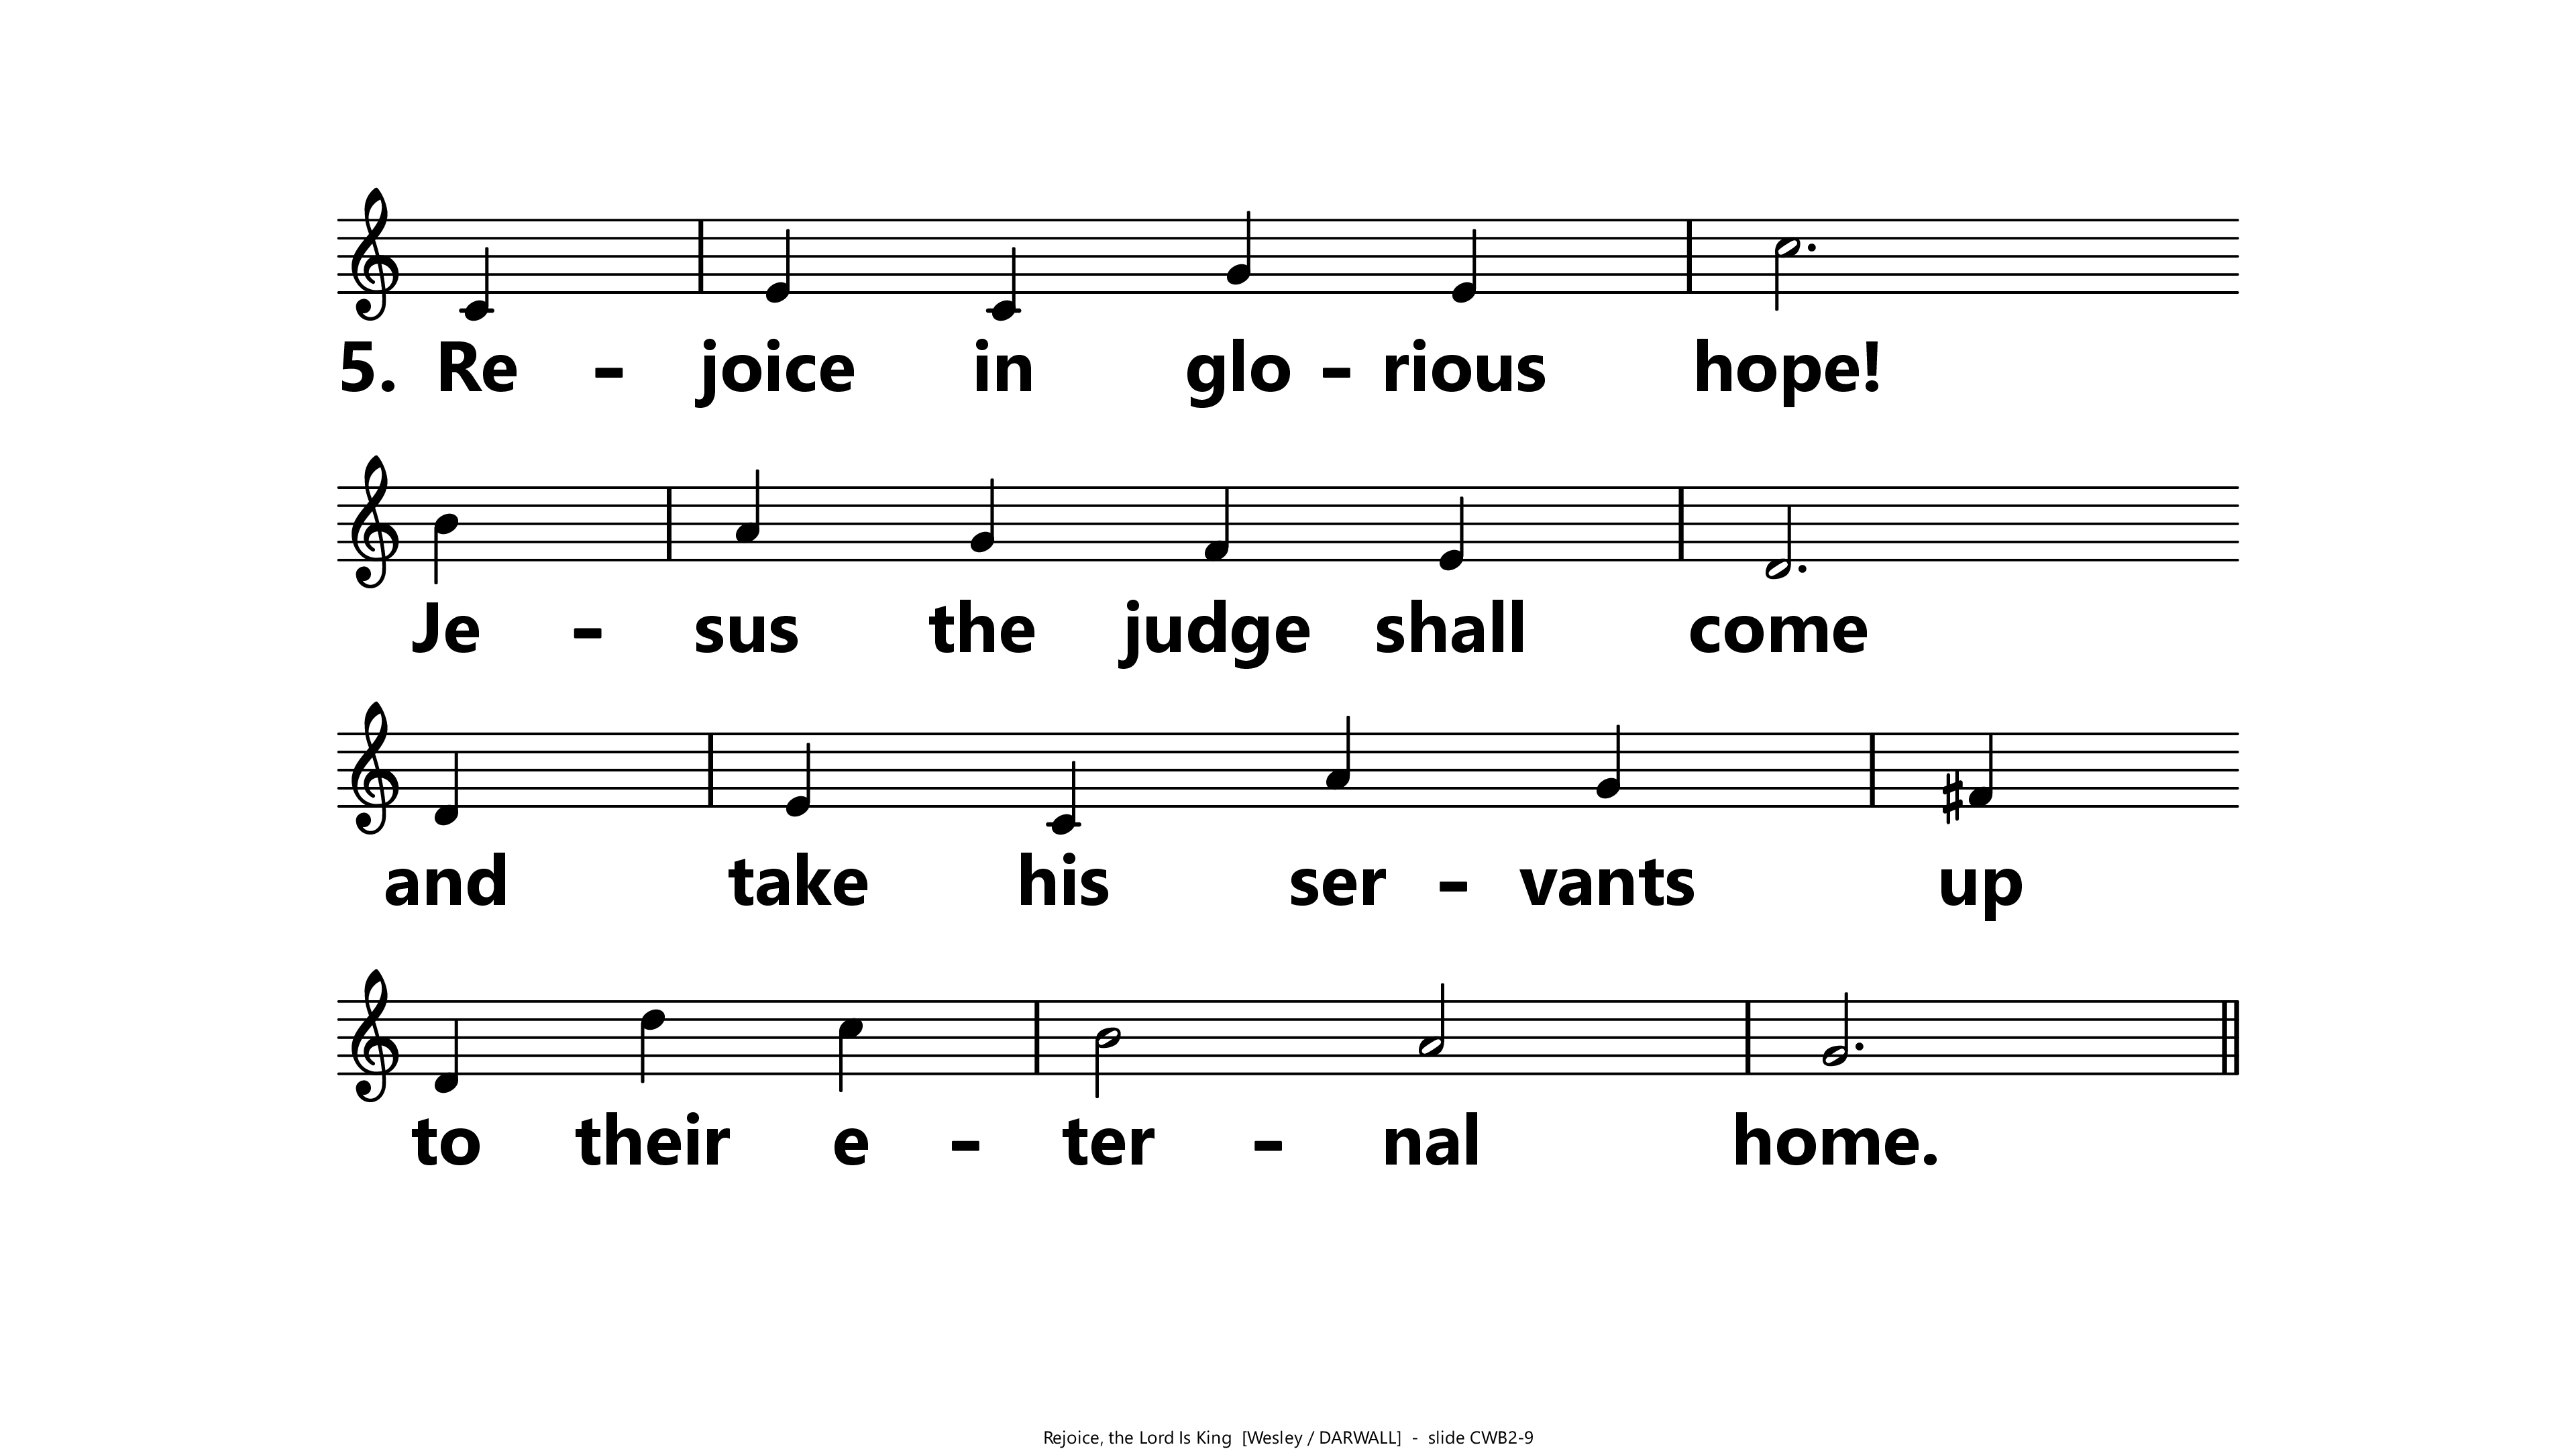 5. Re - joice in glo - rious hope!
Je - sus the judge shall come
and take his ser - vants up
to their e - ter - nal home.
Rejoice, the Lord Is King [Wesley / DARWALL] - slide CWB2-9